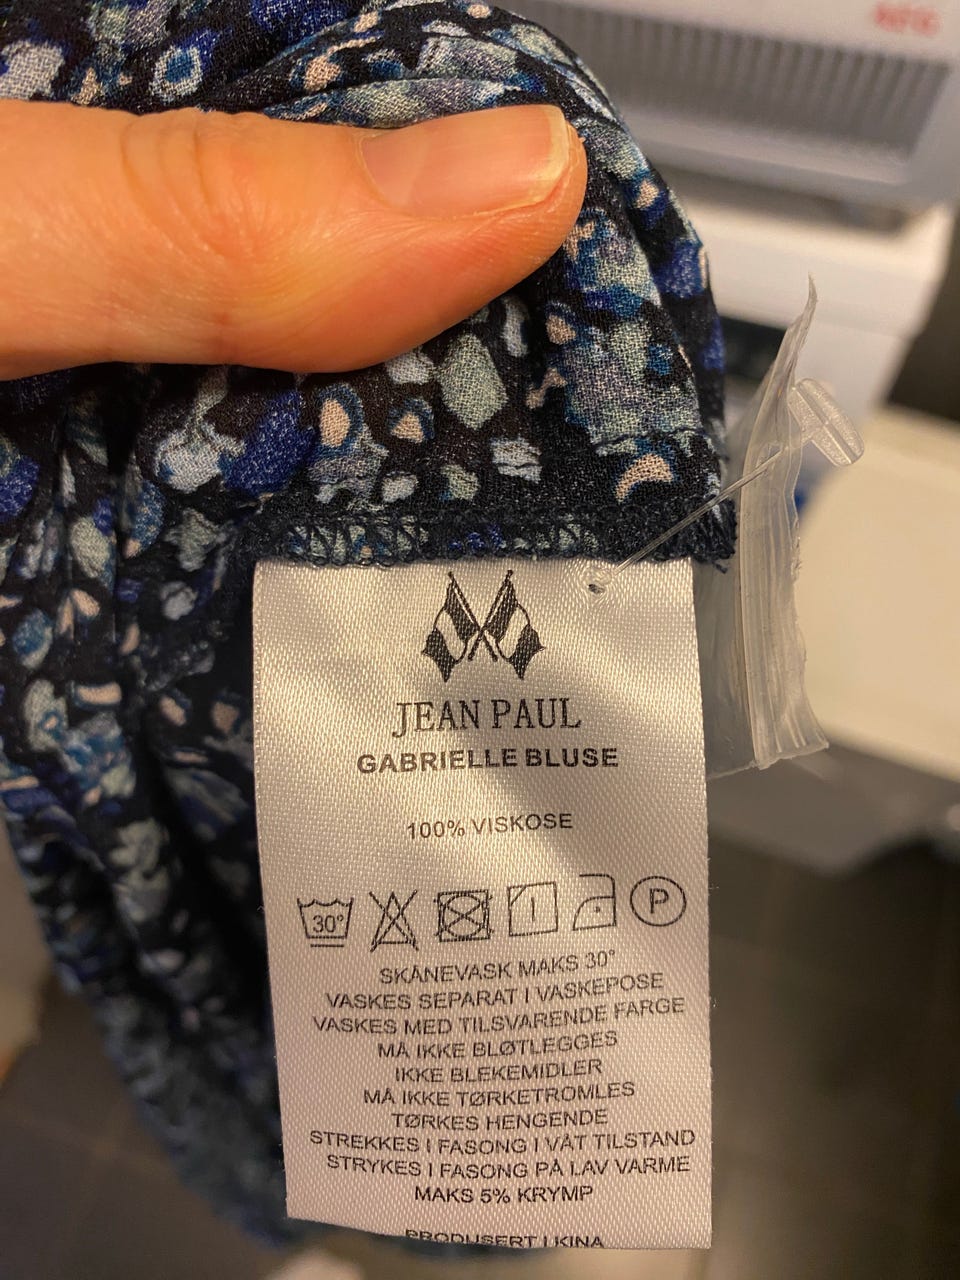 JEAN PAUL
GABRIELLE BLUSE
100% VISKOSE
30° P
SKÅNEVASK MAKS 30°
VASKES SEPARAT I VASKEPOSE
VASKES MED TILSVARENDE FARGE
MÅ IKKE BLØTLEGGES
IKKE BLEKEMIDLER
MÅ IKKE TØRKETROMLES
TØRKES HENGENDE
STREKKES I FASONG I VÅT TILSTAND
STRYKES I FASONG PÅ LAV VARME
MAKS 5% KRYMP
PRODUSERT I KINA